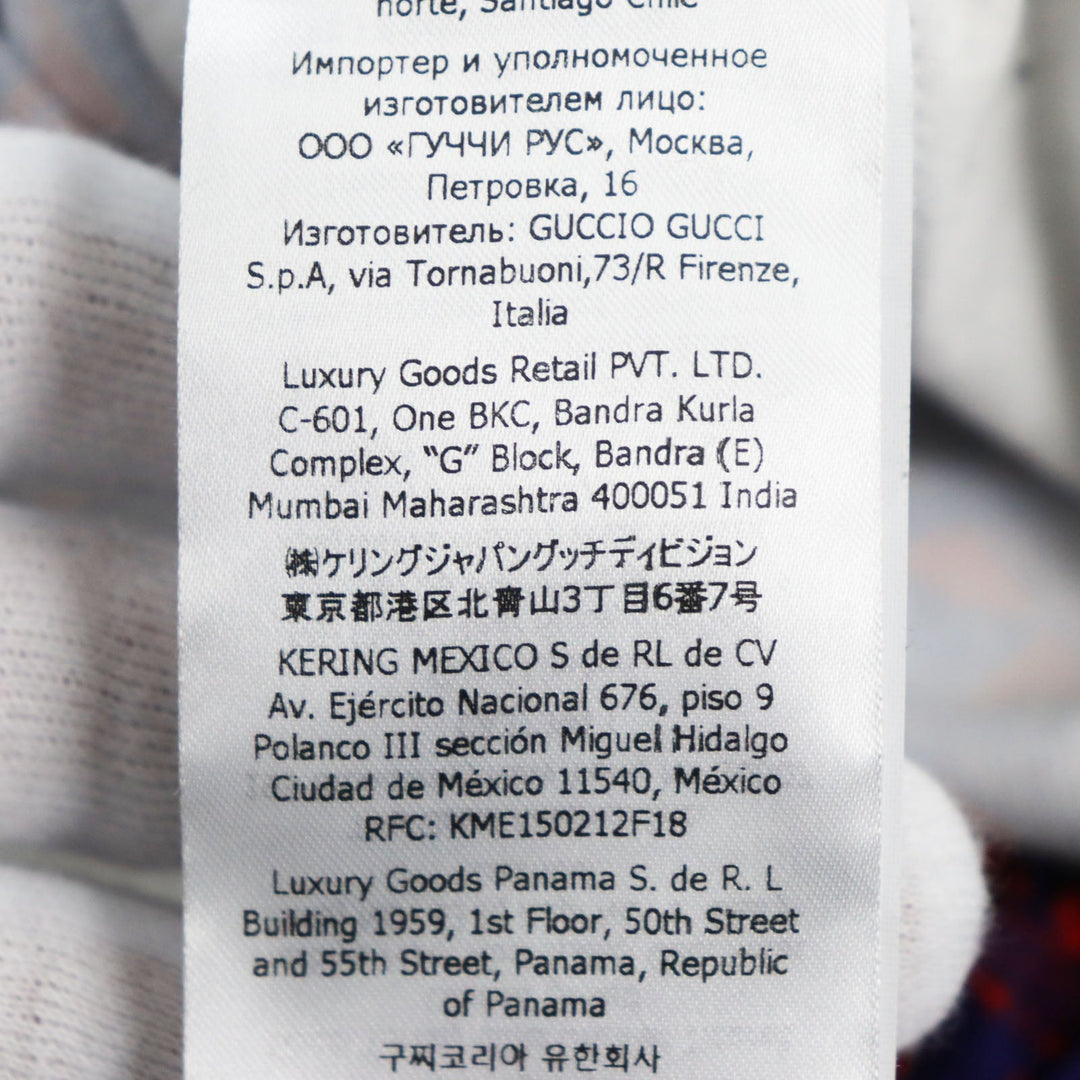 norte, Santiago Chile
Импортер и уполномоченное
изготовителем лицо:
ООО «ГУЧЧИ РУС», Москва,
Петровка, 16
Изготовитель: GUCCIO GUCCI
S.p.A, via Tornabuoni,73/R Firenze,
Italia
Luxury Goods Retail PVT. LTD.
C-601, One BKC, Bandra Kurla
Complex, “G” Block, Bandra (E)
Mumbai Maharashtra 400051 India
㈱ケリングジャパングッチディビジョン
東京都港区北青山3丁目6番7号
KERING MEXICO S de RL de CV
Av. Ejército Nacional 676, piso 9
Polanco III sección Miguel Hidalgo
Ciudad de México 11540, México
RFC: KME150212F18
Luxury Goods Panama S. de R. L
Building 1959, 1st Floor, 50th Street
and 55th Street, Panama, Republic
of Panama
구찌코리아 유한회사